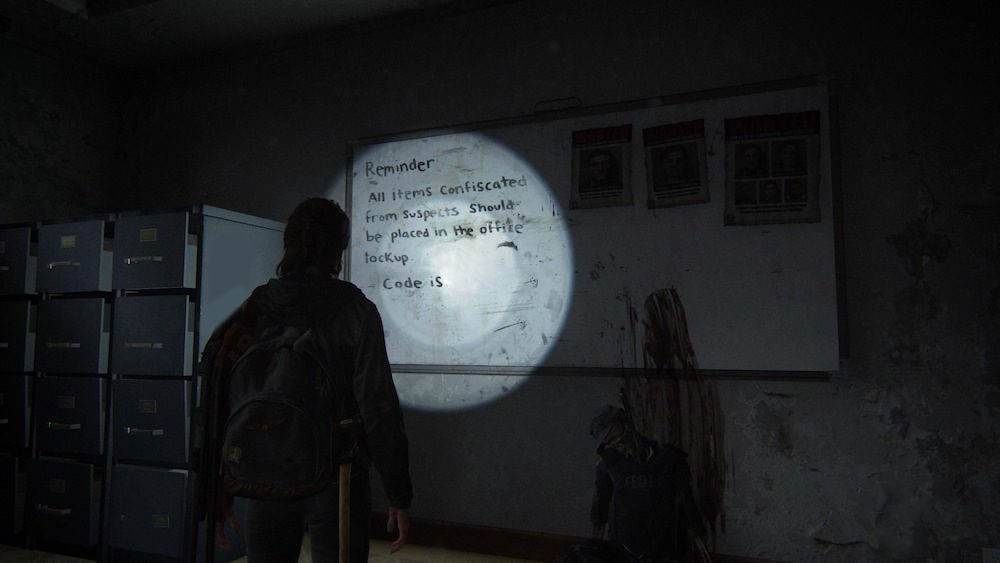 Reminder
All items Confiscated
from suspects should
be placed in the office
lockup
Code is